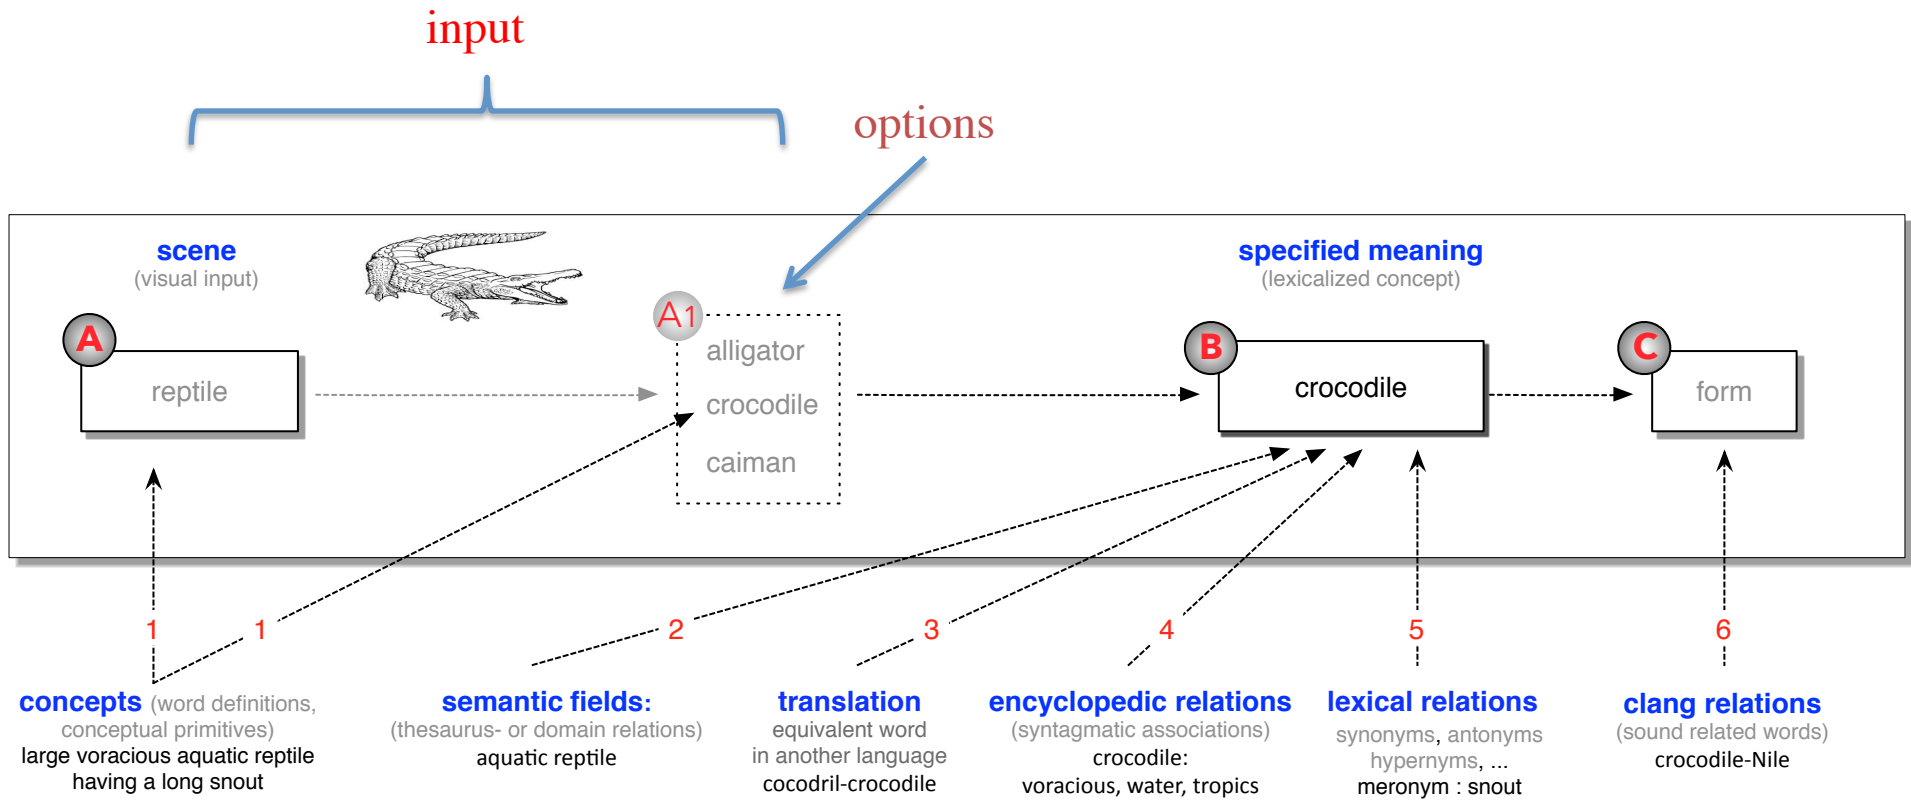 input
options
scene
(visual input)
specified meaning
(lexicalized concept)
A
reptile
A1
alligator
crocodile
caiman
B
crocodile
C
form
1
1
2
3
4
5
6
concepts (word definitions,
conceptual primitives)
large voracious aquatic reptile
having a long snout
semantic fields:
(thesaurus- or domain relations)
aquatic reptile
translation
equivalent word
in another language
cocodril-crocodile
encyclopedic relations
(syntagmatic associations)
crocodile:
voracious, water, tropics
lexical relations
synonyms, antonyms
hypernyms, ...
meronym : snout
clang relations
(sound related words)
crocodile-Nile